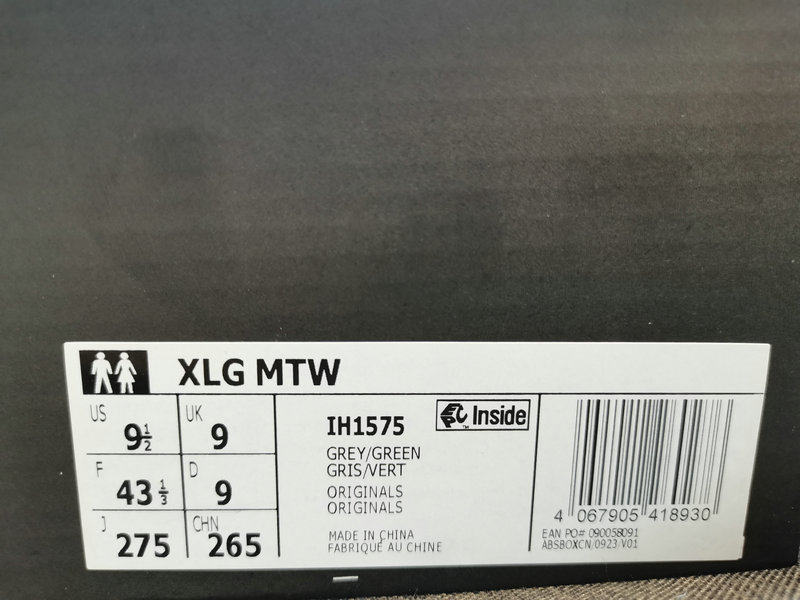 XLG MTW
US 9½ UK 9
F 43⅓ D 9
J 275 CHN 265
IH1575
Inside
™
GREY/GREEN
GRIS/VERT
ORIGINALS
ORIGINALS
MADE IN CHINA
FABRIQUÉ AU CHINE
4 067905 418930
EAN PO# 090058091
ABSBOXCN/0923/V01